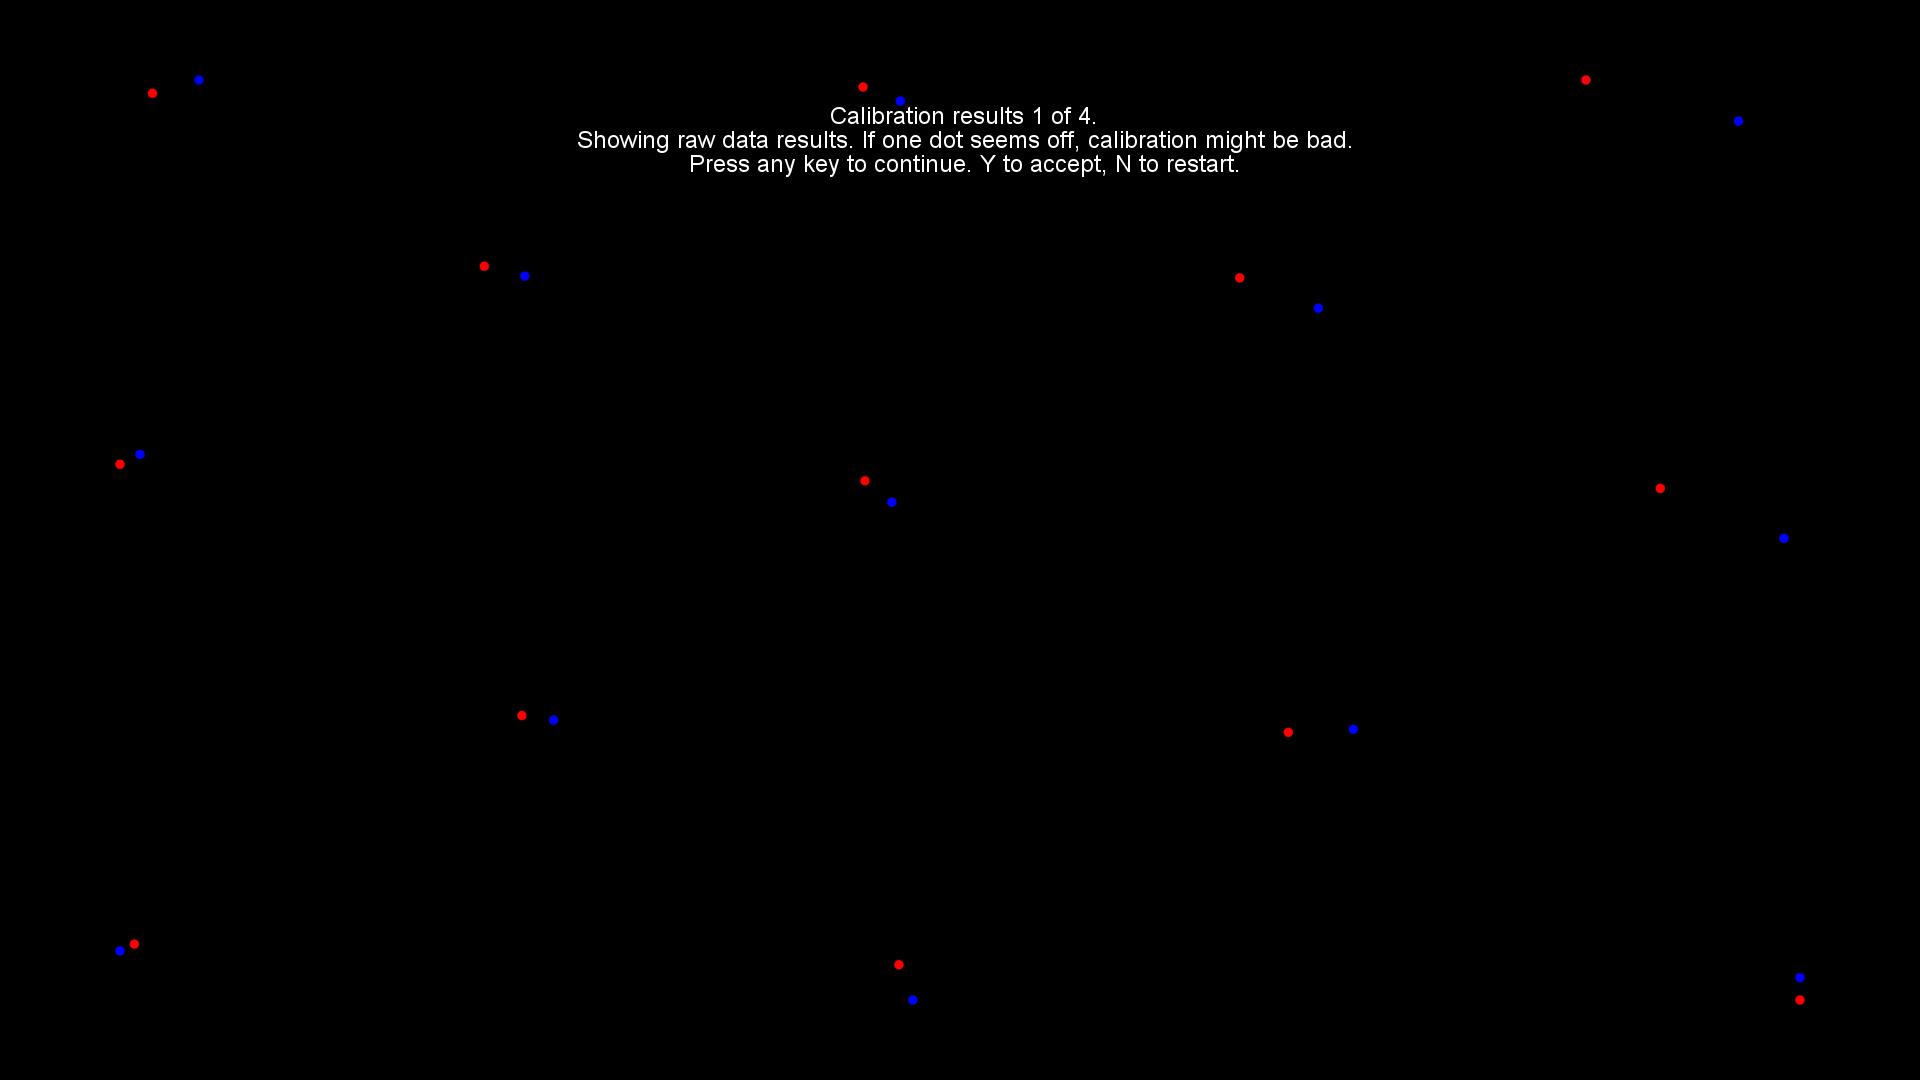 Calibration results 1 of 4.
Showing raw data results. If one dot seems off, calibration might be bad.
Press any key to continue. Y to accept, N to restart.